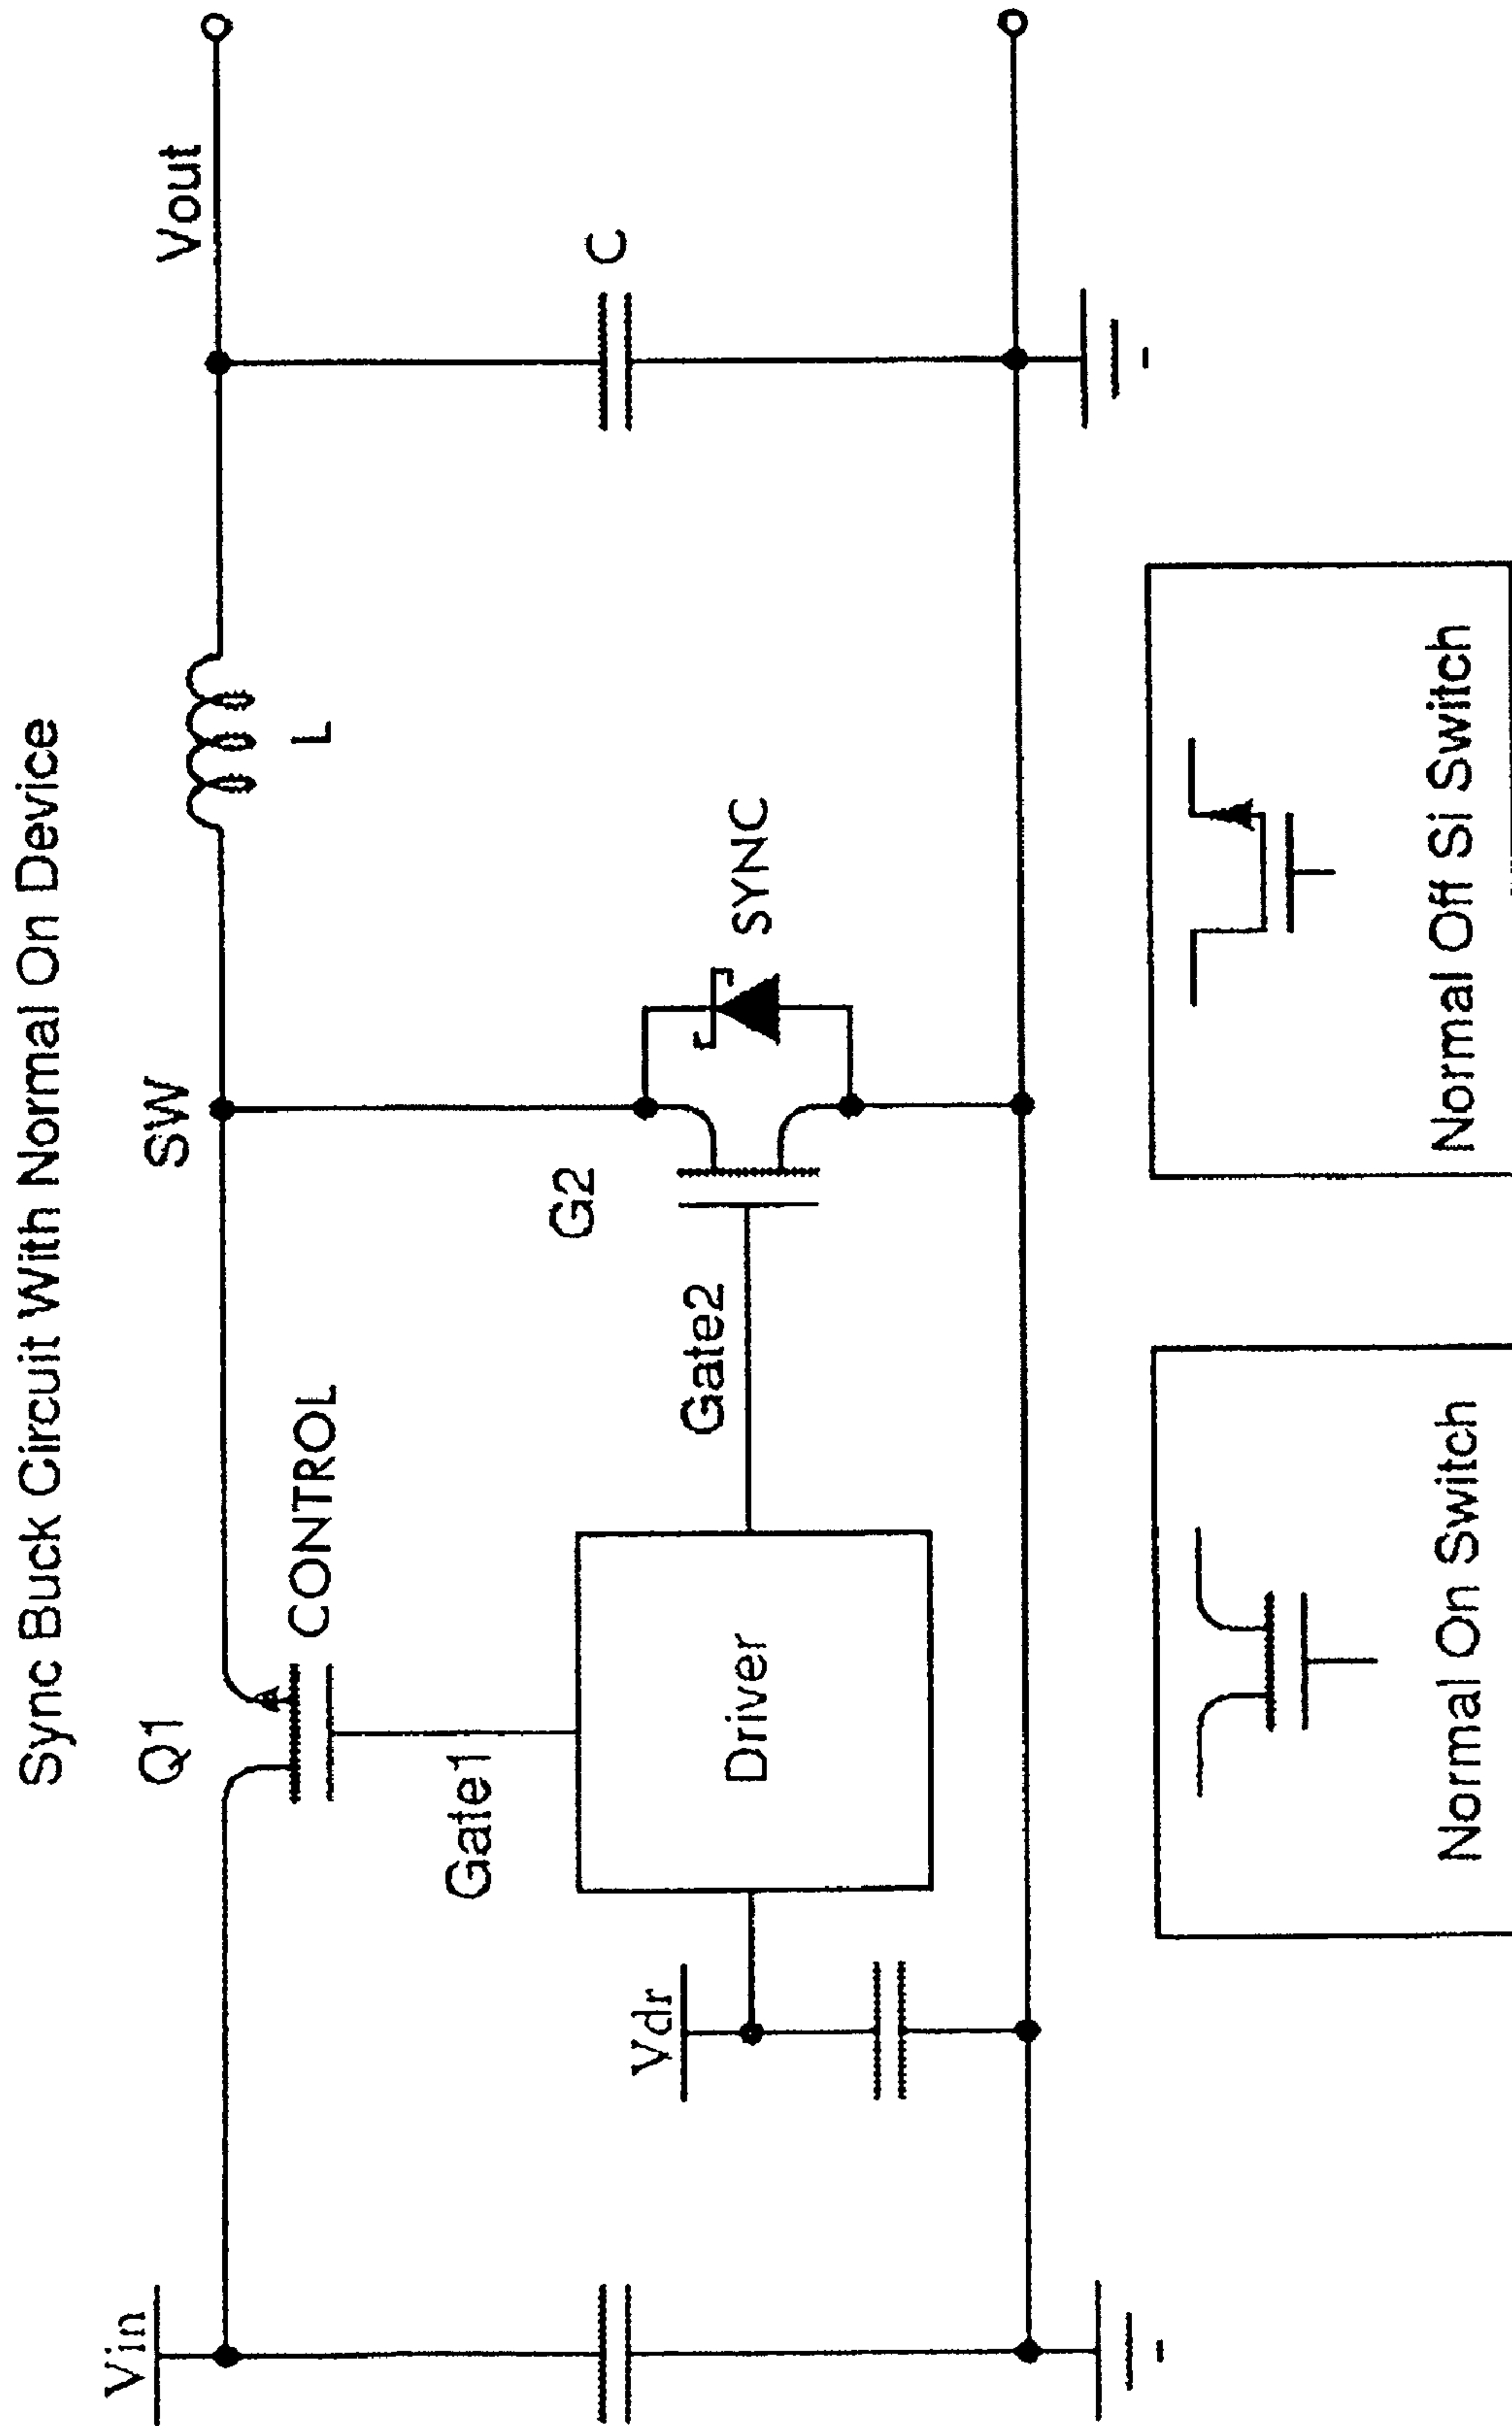 Sync Buck Circuit With Normal On Device
Vin
Q1
CONTROL
SW
L
Vout
Gate1
G2
SYNC
C
Vdr
Driver
Gate2
Normal On Switch
Normal Off Si Switch